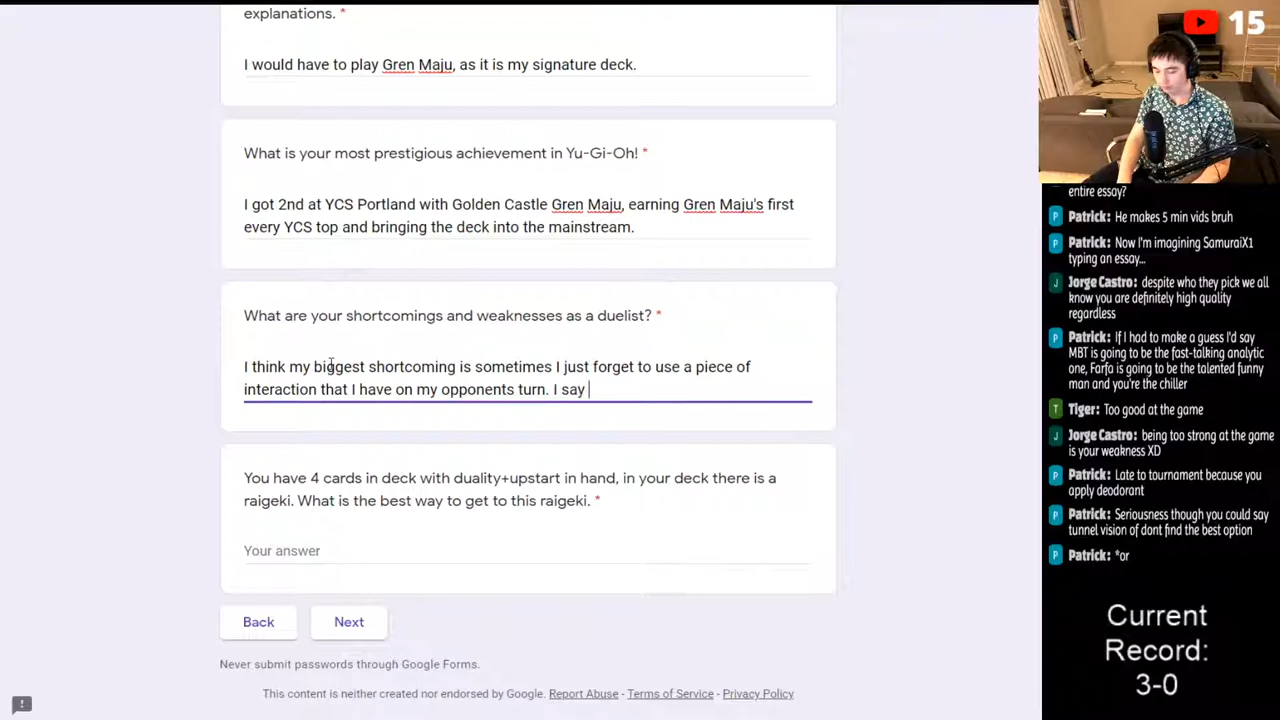 explanations. *
I would have to play Gren Maju, as it is my signature deck.
What is your most prestigious achievement in Yu-Gi-Oh! *
I got 2nd at YCS Portland with Golden Castle Gren Maju, earning Gren Maju's first
every YCS top and bringing the deck into the mainstream.
What are your shortcomings and weaknesses as a duelist? *
I think my biggest shortcoming is sometimes I just forget to use a piece of
interaction that I have on my opponents turn. I say
You have 4 cards in deck with duality+upstart in hand, in your deck there is a
raigeki. What is the best way to get to this raigeki. *
Your answer
Back
Next
Never submit passwords through Google Forms.
This content is neither created nor endorsed by Google. Report Abuse - Terms of Service - Privacy Policy
15
entire essay?
P Patrick: He makes 5 min vids bruh
P Patrick: Now I'm imagining SamuraiX1
typing an essay...
J Jorge Castro: despite who they pick we all
know you are definitely high quality
regardless
P Patrick: If I had to make a guess I'd say
MBT is going to be the fast-talking analytic
one, Farfa is going to be the talented funny
man and you're the chiller
T Tiger: Too good at the game
J Jorge Castro: being too strong at the game
is your weakness XD
P Patrick: Late to tournament because you
apply deodorant
P Patrick: Seriousness though you could say
tunnel vision of dont find the best option
P Patrick: *or
Current
Record:
3-0